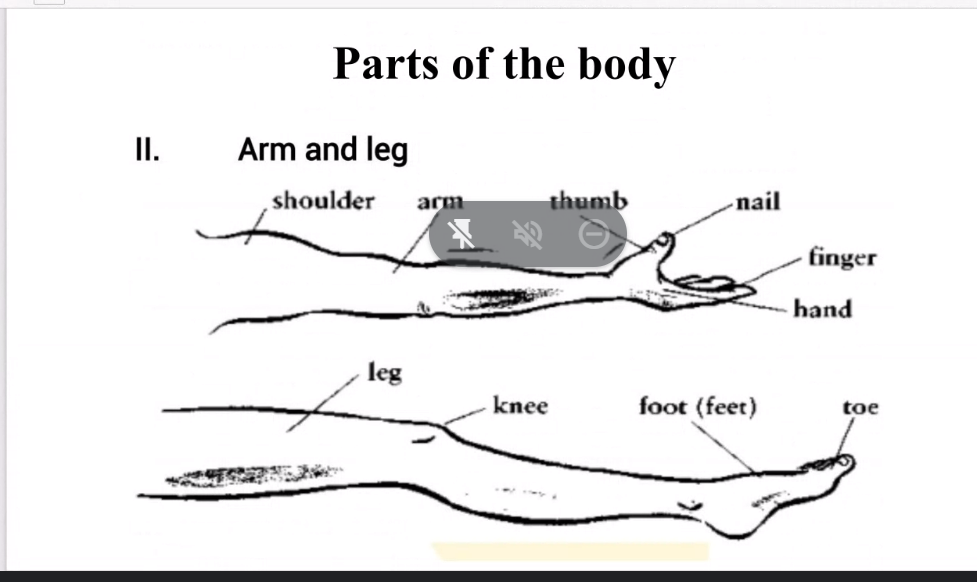 Parts of the body
II. Arm and leg
shoulder arm thumb nail
finger
hand
leg
knee foot (feet) toe